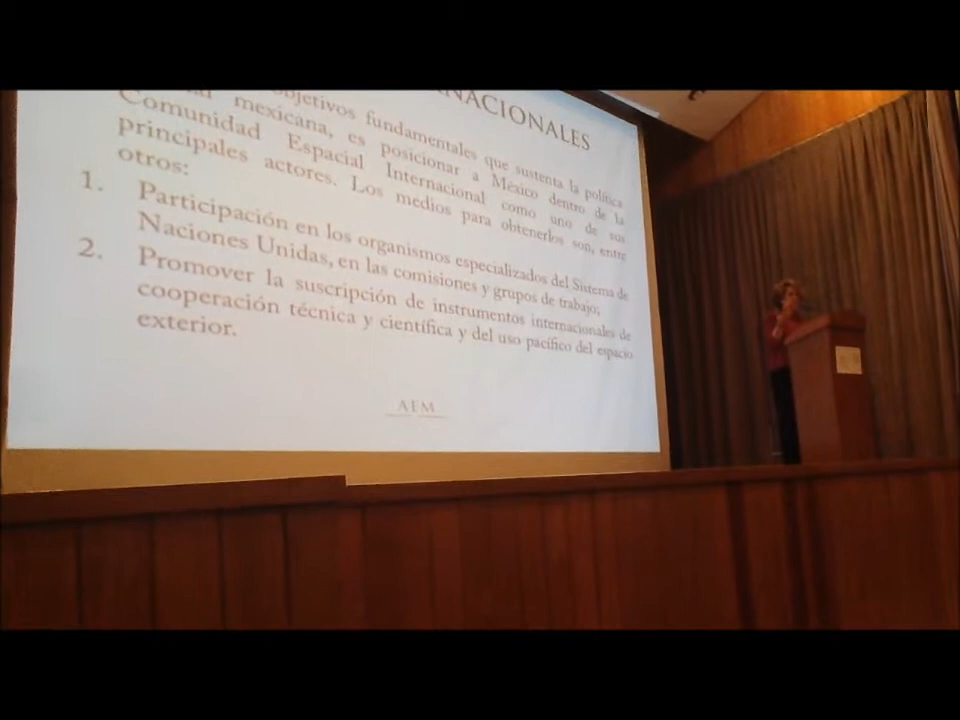 RNACIONALES
objetivos fundamentales que sustenta la política
mexicana, es posicionar a México dentro de la
Comunidad Espacial Internacional como uno de sus
principales actores. Los medios para obtenerlos son, entre
otros:
1. Participación en los organismos especializados del Sistema de
Naciones Unidas, en las comisiones y grupos de trabajo;
2. Promover la suscripción de instrumentos internacionales de
cooperación técnica y científica y del uso pacífico del espacio
exterior.
AEM